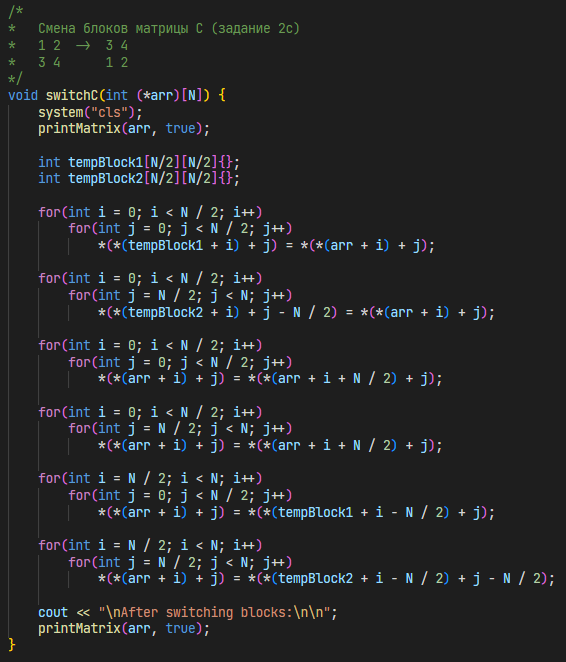 /*
*   Смена блоков матрицы C (задание 2c)
*   1 2  ->  3 4
*   3 4      1 2
*/
void switchC(int (*arr)[N]) {
    system("cls");
    printMatrix(arr, true);

    int tempBlock1[N/2][N/2]{};
    int tempBlock2[N/2][N/2]{};

    for(int i = 0; i < N / 2; i++)
        for(int j = 0; j < N / 2; j++)
            *(*(tempBlock1 + i) + j) = *(*(arr + i) + j);

    for(int i = 0; i < N / 2; i++)
        for(int j = N / 2; j < N; j++)
            *(*(tempBlock2 + i) + j - N / 2) = *(*(arr + i) + j);

    for(int i = 0; i < N / 2; i++)
        for(int j = 0; j < N / 2; j++)
            *(*(arr + i) + j) = *(*(arr + i + N / 2) + j);

    for(int i = 0; i < N / 2; i++)
        for(int j = N / 2; j < N; j++)
            *(*(arr + i) + j) = *(*(arr + i + N / 2) + j);

    for(int i = N / 2; i < N; i++)
        for(int j = 0; j < N / 2; j++)
            *(*(arr + i) + j) = *(*(tempBlock1 + i - N / 2) + j);

    for(int i = N / 2; i < N; i++)
        for(int j = N / 2; j < N; j++)
            *(*(arr + i) + j) = *(*(tempBlock2 + i - N / 2) + j - N / 2);

    cout << "\nAfter switching blocks:\n\n";
    printMatrix(arr, true);
}